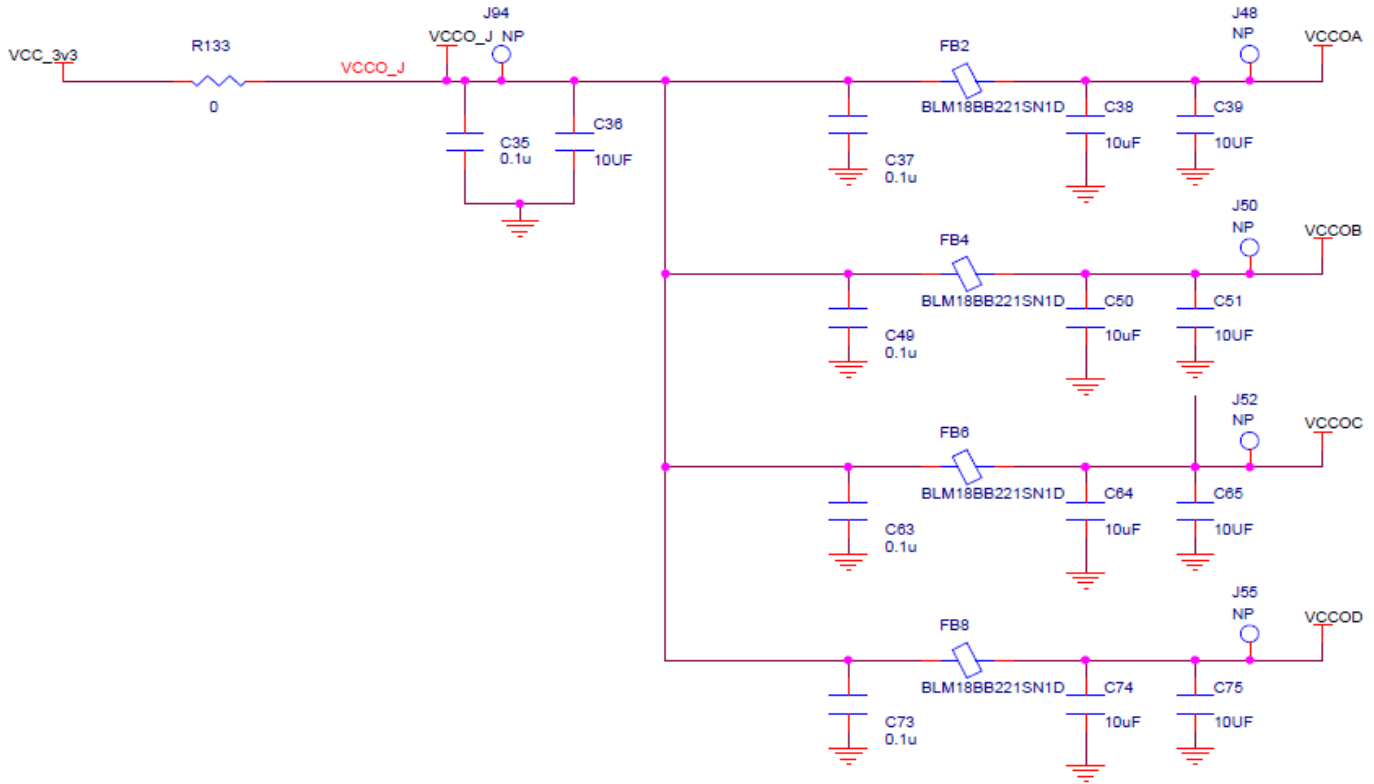 VCC_3v3
R133
0
VCCO_J
VCCO_J
J94
NP
C35
0.1u
C36
10UF
C37
0.1u
FB2
BLM18BB221SN1D
C38
10uF
C39
10UF
J48
NP
VCCOA
C49
0.1u
FB4
BLM18BB221SN1D
C50
10uF
C51
10UF
J50
NP
VCCOB
C63
0.1u
FB6
BLM18BB221SN1D
C64
10uF
C65
10UF
J52
NP
VCCOC
C73
0.1u
FB8
BLM18BB221SN1D
C74
10uF
C75
10UF
J55
NP
VCCOD